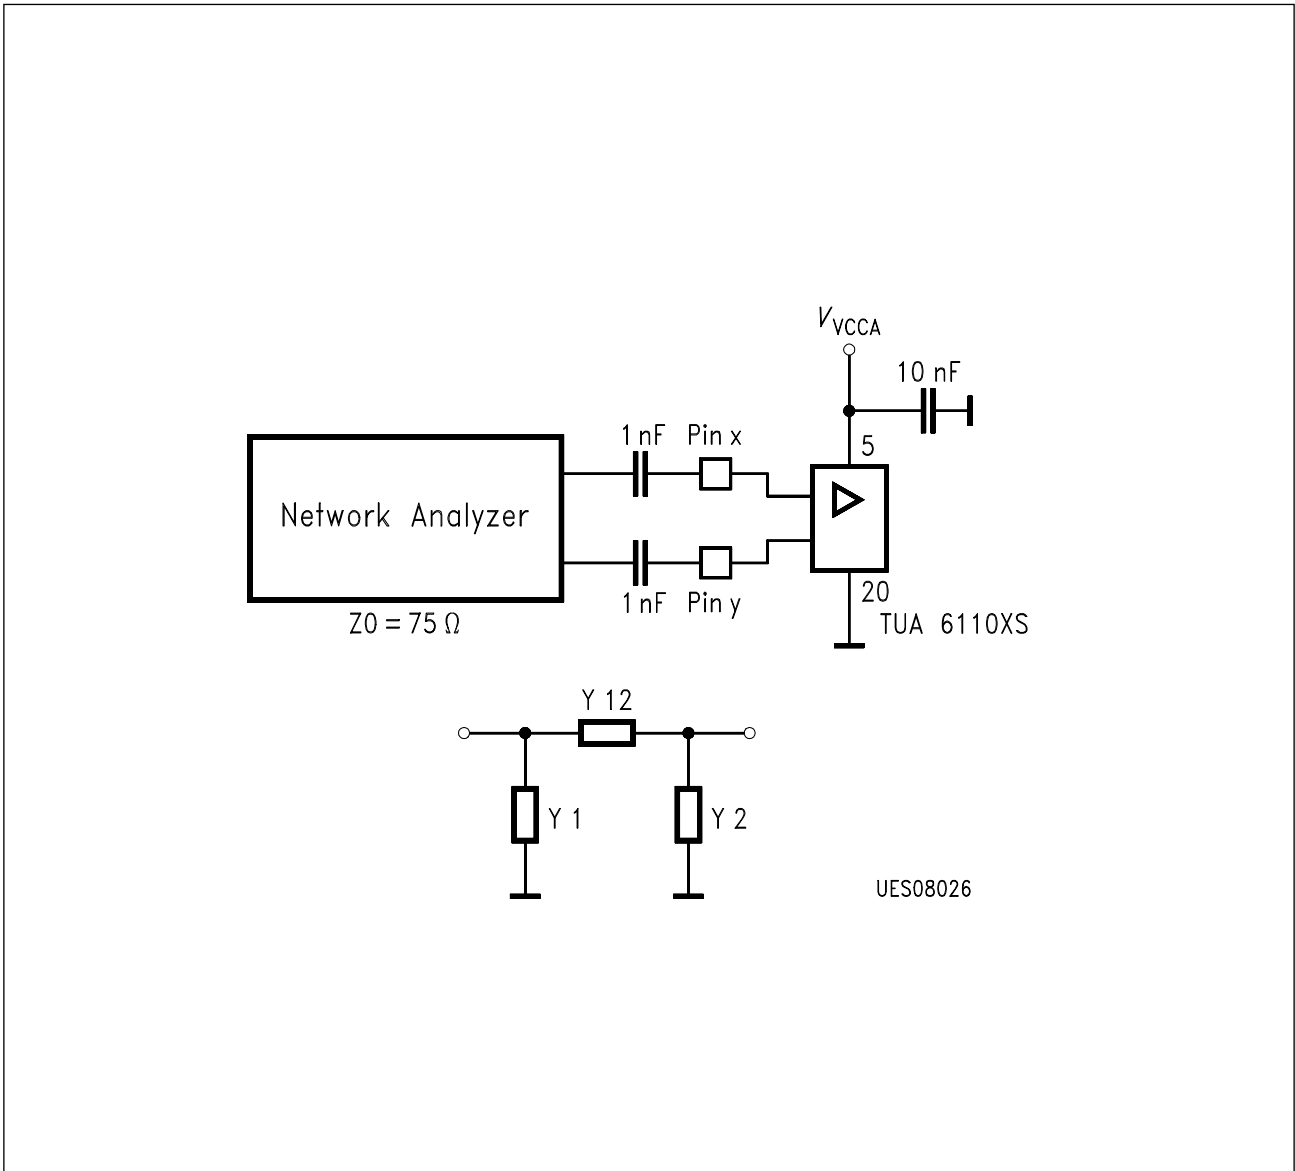 V VCCA
10 nF
5
1 nF Pin x
Network Analyzer
1 nF Pin y
20
Z0 = 75 Ω
TUA 6110XS
Y 12
Y 1
Y 2
UES08026